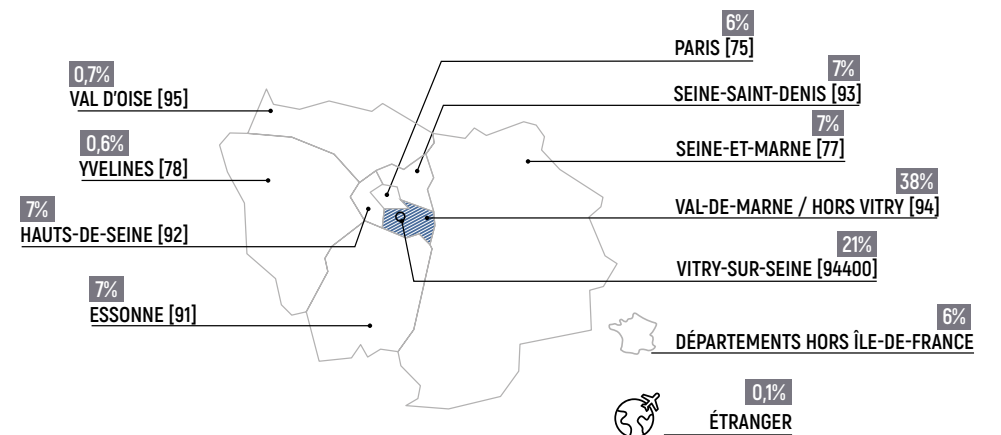 6%
PARIS [75]
0,7%
VAL D'OISE [95]
7%
SEINE-SAINT-DENIS [93]
0,6%
YVELINES [78]
7%
SEINE-ET-MARNE [77]
38%
VAL-DE-MARNE / HORS VITRY [94]
7%
HAUTS-DE-SEINE [92]
21%
VITRY-SUR-SEINE [94400]
7%
ESSONNE [91]
6%
DÉPARTEMENTS HORS ÎLE-DE-FRANCE
0,1%
ÉTRANGER